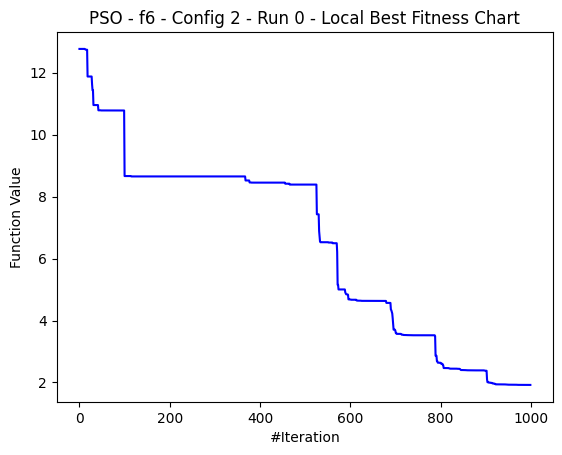 PSO - f6 - Config 2 - Run 0 - Local Best Fitness Chart
12
10
8
6
4
2
Function Value
0 200 400 600 800 1000
#Iteration